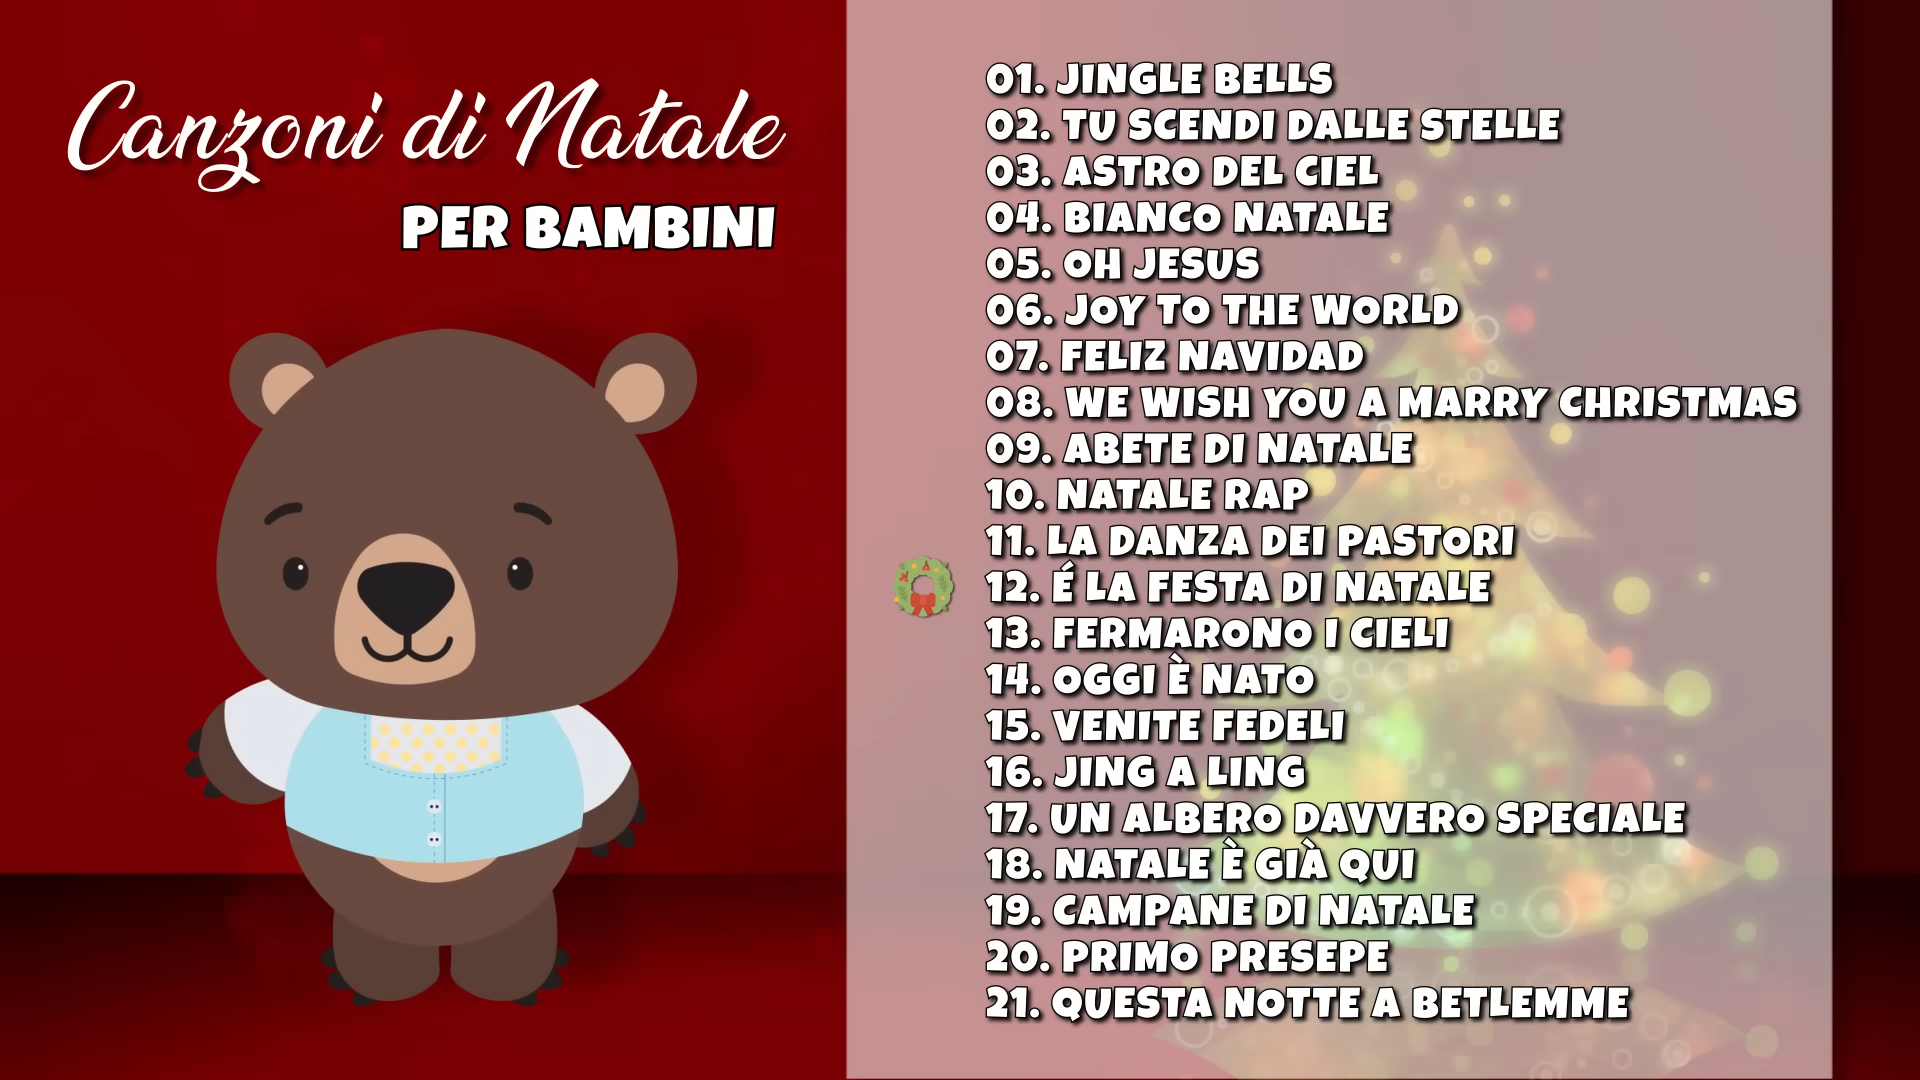 Canzoni di Natale
PER BAMBINI
01. JINGLE BELLS
02. TU SCENDI DALLE STELLE
03. ASTRO DEL CIEL
04. BIANCO NATALE
05. OH JESUS
06. JOY TO THE WORLD
07. FELIZ NAVIDAD
08. WE WISH YOU A MARRY CHRISTMAS
09. ABETE DI NATALE
10. NATALE RAP
11. LA DANZA DEI PASTORI
12. É LA FESTA DI NATALE
13. FERMARONO I CIELI
14. OGGI È NATO
15. VENITE FEDELI
16. JING A LING
17. UN ALBERO DAVVERO SPECIALE
18. NATALE È GIÀ QUI
19. CAMPANE DI NATALE
20. PRIMO PRESEPE
21. QUESTA NOTTE A BETLEMME